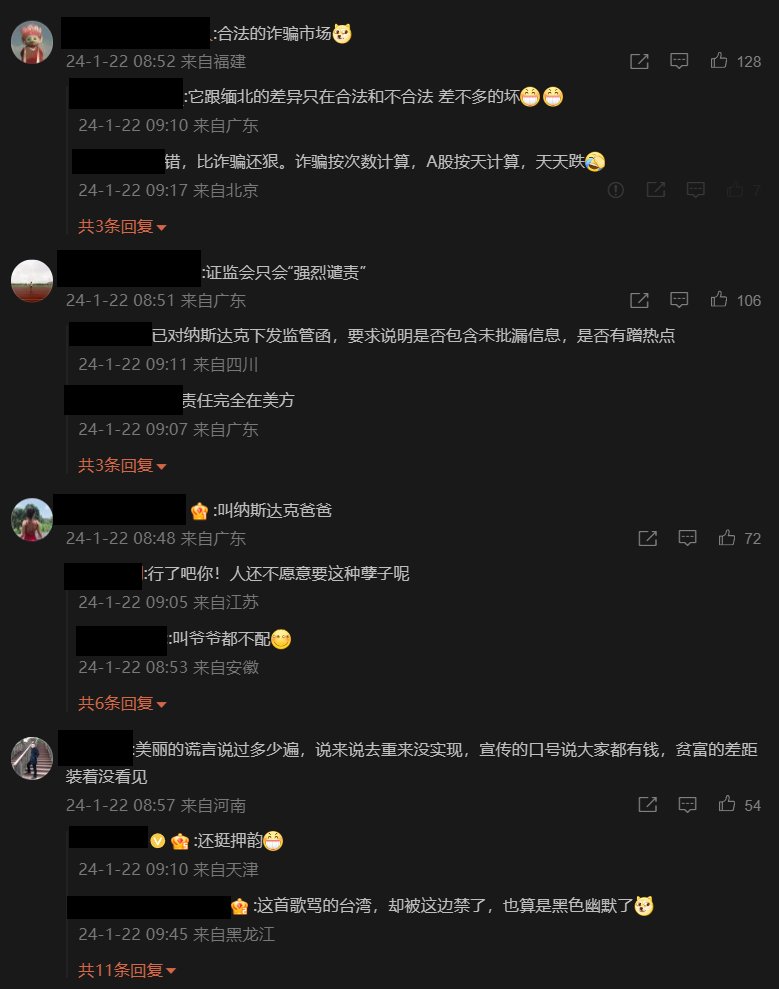 :合法的诈骗市场
24-1-22 08:52 来自福建
128
:它跟缅北的差异只在合法和不合法 差不多的坏
24-1-22 09:10 来自广东
错，比诈骗还狠。诈骗按次数计算，A股按天计算，天天跌
24-1-22 09:17 来自北京
7
共3条回复
:证监会只会“强烈谴责”
24-1-22 08:51 来自广东
106
已对纳斯达克下发监管函，要求说明是否包含未批漏信息，是否有蹭热点
24-1-22 09:11 来自四川
责任完全在美方
24-1-22 09:07 来自广东
共3条回复
:叫纳斯达克爸爸
24-1-22 08:48 来自广东
72
:行了吧你！人还不愿意要这种孽子呢
24-1-22 09:05 来自江苏
:叫爷爷都不配
24-1-22 08:53 来自安徽
共6条回复
:美丽的谎言说过多少遍，说来说去重来没实现，宣传的口号说大家都有钱，贫富的差距
装着没看见
24-1-22 08:57 来自河南
54
:还挺押韵
24-1-22 09:10 来自天津
:这首歌骂的台湾，却被这边禁了，也算是黑色幽默了
24-1-22 09:45 来自黑龙江
共11条回复